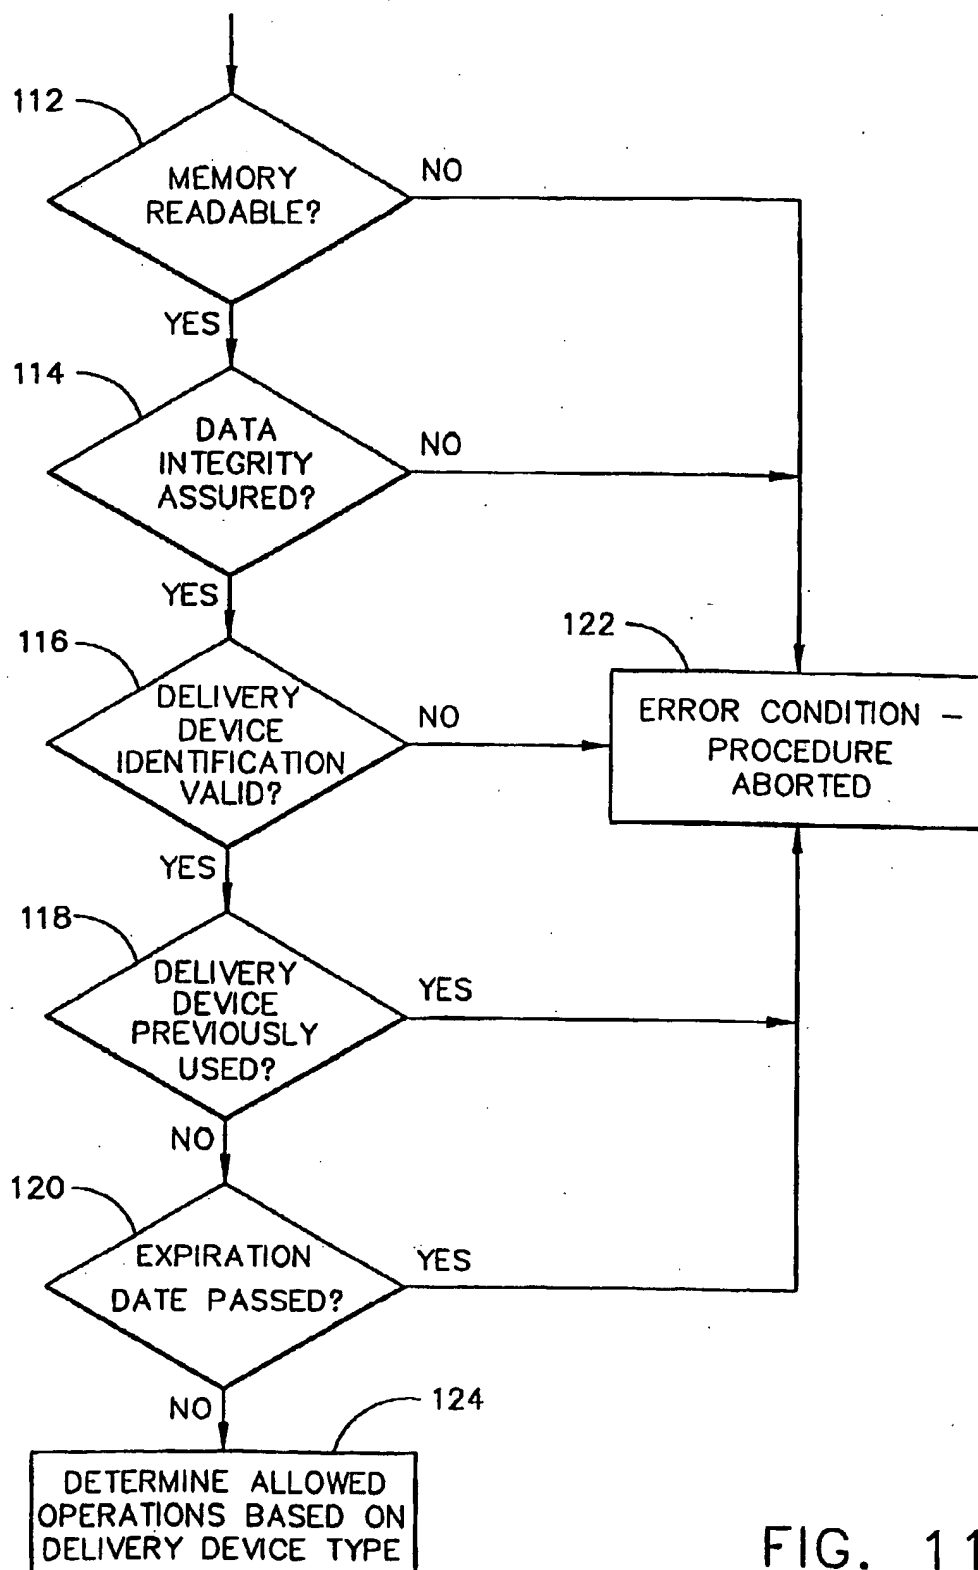 112
MEMORY
READABLE?
NO
YES
114
DATA
INTEGRITY
ASSURED?
NO
YES
116
DELIVERY
DEVICE
IDENTIFICATION
VALID?
NO
122
ERROR CONDITION –
PROCEDURE
ABORTED
YES
118
DELIVERY
DEVICE
PREVIOUSLY
USED?
YES
NO
120
EXPIRATION
DATE PASSED?
YES
NO
124
DETERMINE ALLOWED
OPERATIONS BASED ON
DELIVERY DEVICE TYPE
FIG. 11